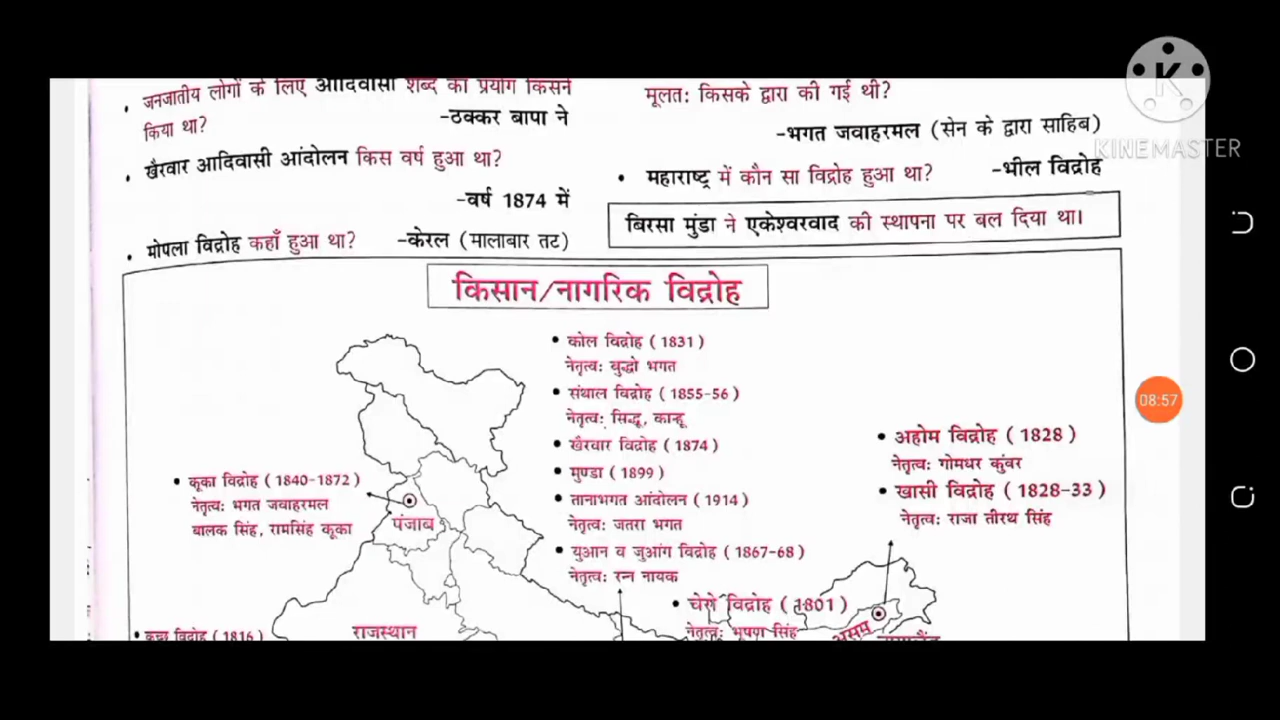 जनजातीय लोगों के लिए आदिवासी शब्द का प्रयोग किसने
किया था?
-ठक्कर बापा ने
खैरवार आदिवासी आंदोलन किस वर्ष हुआ था?
-वर्ष 1874 में
मोपला विद्रोह कहाँ हुआ था? -केरल (मालाबार तट)
मूलतः किसके द्वारा की गई थी?
-भगत जवाहरमल (सेन के द्वारा साहिब)
• महाराष्ट्र में कौन सा विद्रोह हुआ था? -भील विद्रोह
बिरसा मुंडा ने एकेश्वरवाद की स्थापना पर बल दिया था।
K
KINEMASTER
किसान/नागरिक विद्रोह
• कोल विद्रोह (1831)
नेतृत्वः बुद्धो भगत
• संथाल विद्रोह (1855-56)
नेतृत्वः सिद्धू, कान्हू
• खैरवार विद्रोह (1874)
• मुण्डा (1899)
• तानाभगत आंदोलन (1914)
नेतृत्वः जतरा भगत
• युआन व जुआंग विद्रोह (1867-68)
नेतृत्वः रत्न नायक
• चेरो विद्रोह (1801)
नेतृत्वः भूषण सिंह
• अहोम विद्रोह (1828)
नेतृत्वः गोमधर कुंवर
• खासी विद्रोह (1828-33)
नेतृत्वः राजा तीरथ सिंह
• कूका विद्रोह (1840-1872)
नेतृत्वः भगत जवाहरमल
बालक सिंह, रामसिंह कूका
पंजाब
• कच्छ विद्रोह (1816)
राजस्थान
असम
नागालैंड
08:57